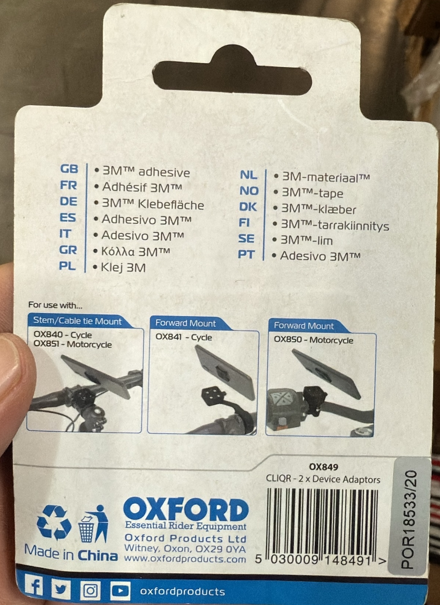 GB • 3M™ adhesive
FR • Adhésif 3M™
DE • 3M™ Klebefläche
ES • Adhesivo 3M™
IT • Adesivo 3M™
GR • Κόλλα 3M™
PL • Klej 3M
NL • 3M-materiaal™
NO • 3M™-tape
DK • 3M™-klæber
FI • 3M™-tarrakiinnitys
SE • 3M™-lim
PT • Adesivo 3M™
For use with...
Stem/Cable tie Mount
OX840 - Cycle
OX851 - Motorcycle
Forward Mount
OX841 - Cycle
Forward Mount
OX850 - Motorcycle
OX849
CLIQR - 2 x Device Adaptors
5 030009 148491 >
POR18533/20
Made in China
OXFORD
Essential Rider Equipment
Oxford Products Ltd
Witney, Oxon, OX29 0YA
www.oxfordproducts.com
oxfordproducts